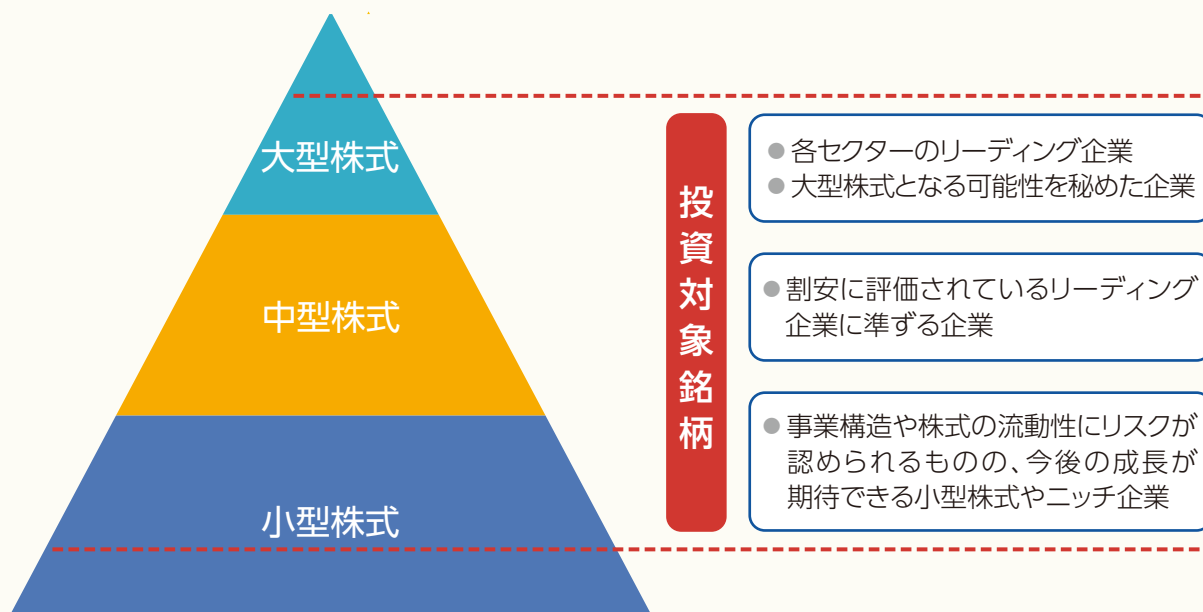 大型株式
中型株式
小型株式
投資対象銘柄
●各セクターのリーディング企業
●大型株式となる可能性を秘めた企業
●割安に評価されているリーディング
企業に準ずる企業
●事業構造や株式の流動性にリスクが
認められるものの、今後の成長が
期待できる小型株式やニッチ企業